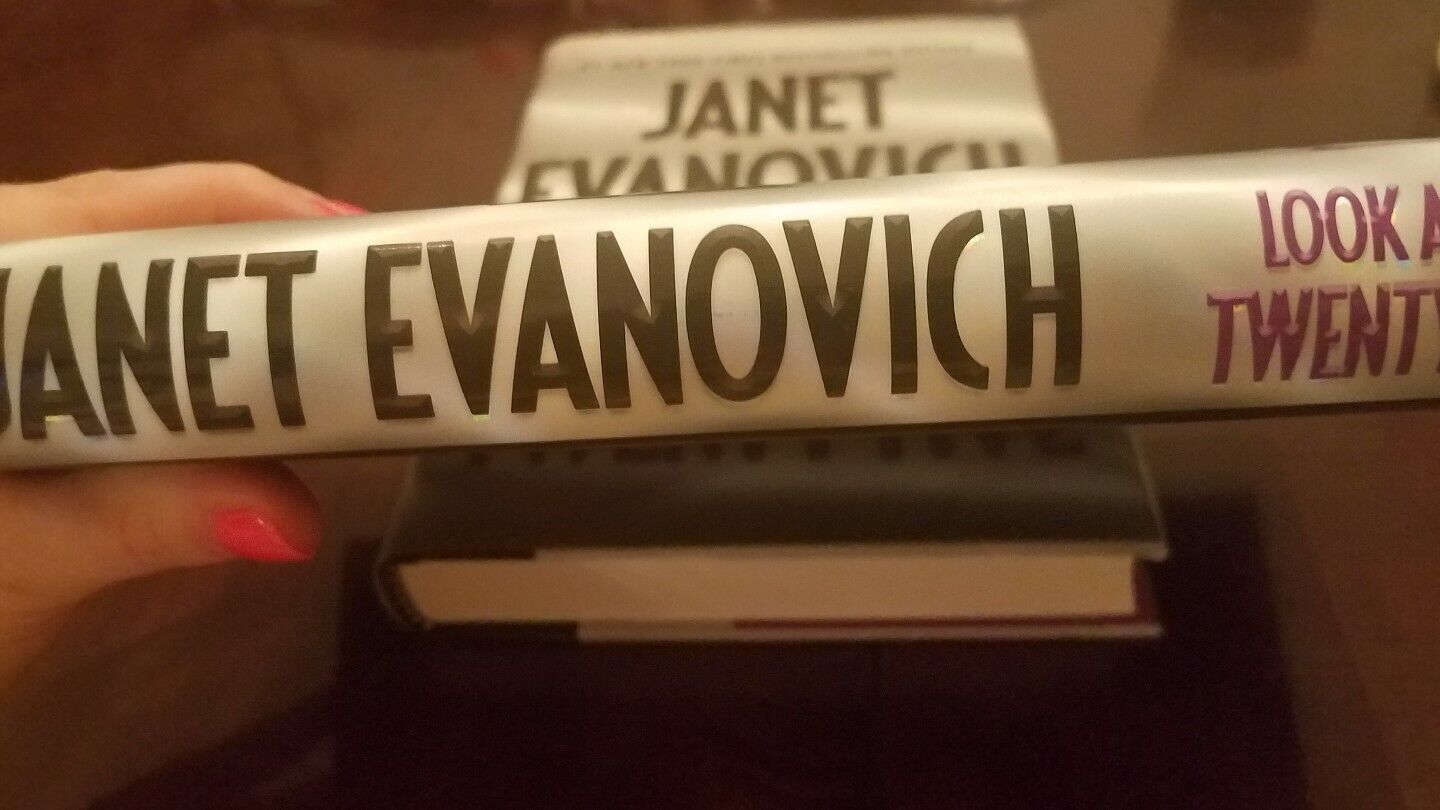 JANET
EVANOVICH
JANET EVANOVICH
LOOK A
TWENTY